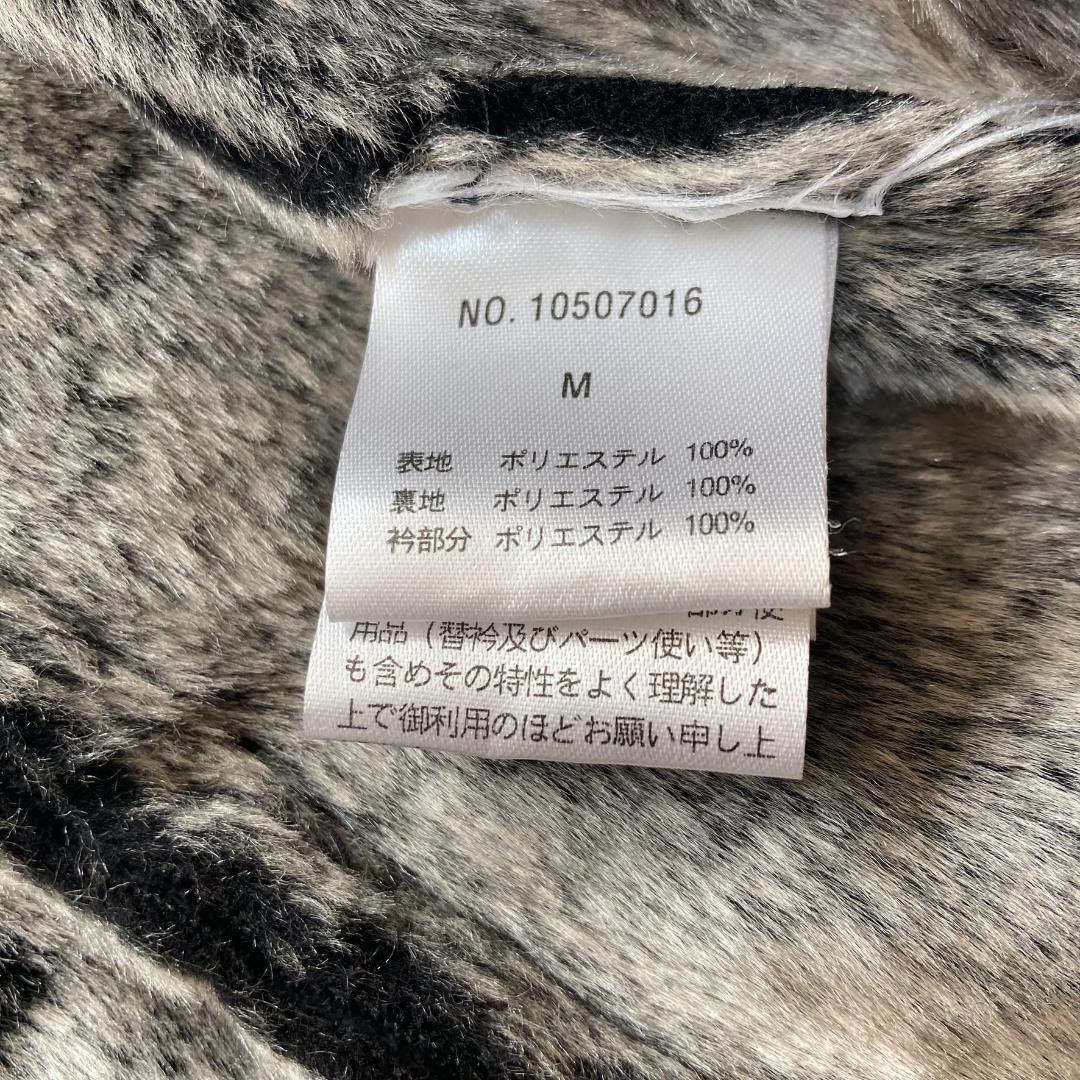 NO. 10507016
M
表地 ポリエステル 100%
裏地 ポリエステル 100%
衿部分 ポリエステル 100%
部分使
用品（替衿及びパーツ使い等）
も含めその特性をよく理解した
上で御利用のほどお願い申し上